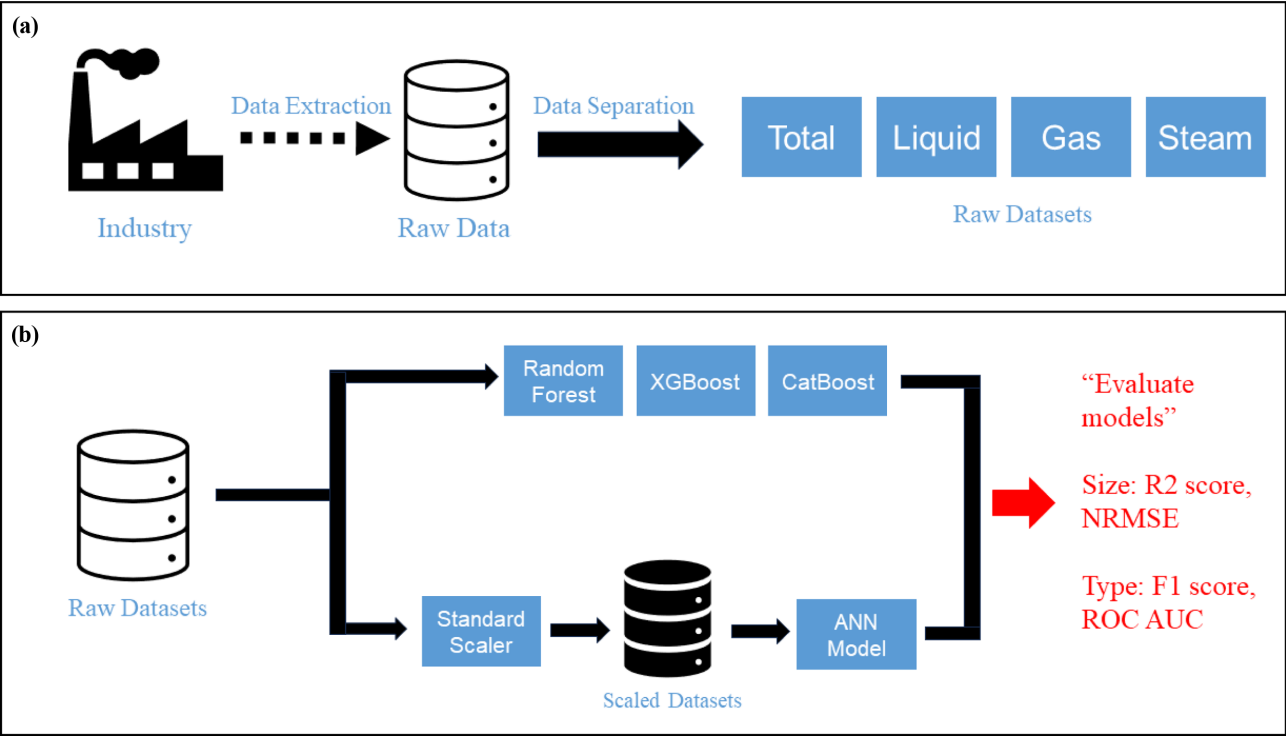 (a)
Data Extraction
Data Separation
Total
Liquid
Gas
Steam
Industry
Raw Data
Raw Datasets
(b)
Random
Forest
XGBoost
CatBoost
“Evaluate
models”
Size: R2 score,
NRMSE
Type: F1 score,
ROC AUC
Raw Datasets
Standard
Scaler
ANN
Model
Scaled Datasets